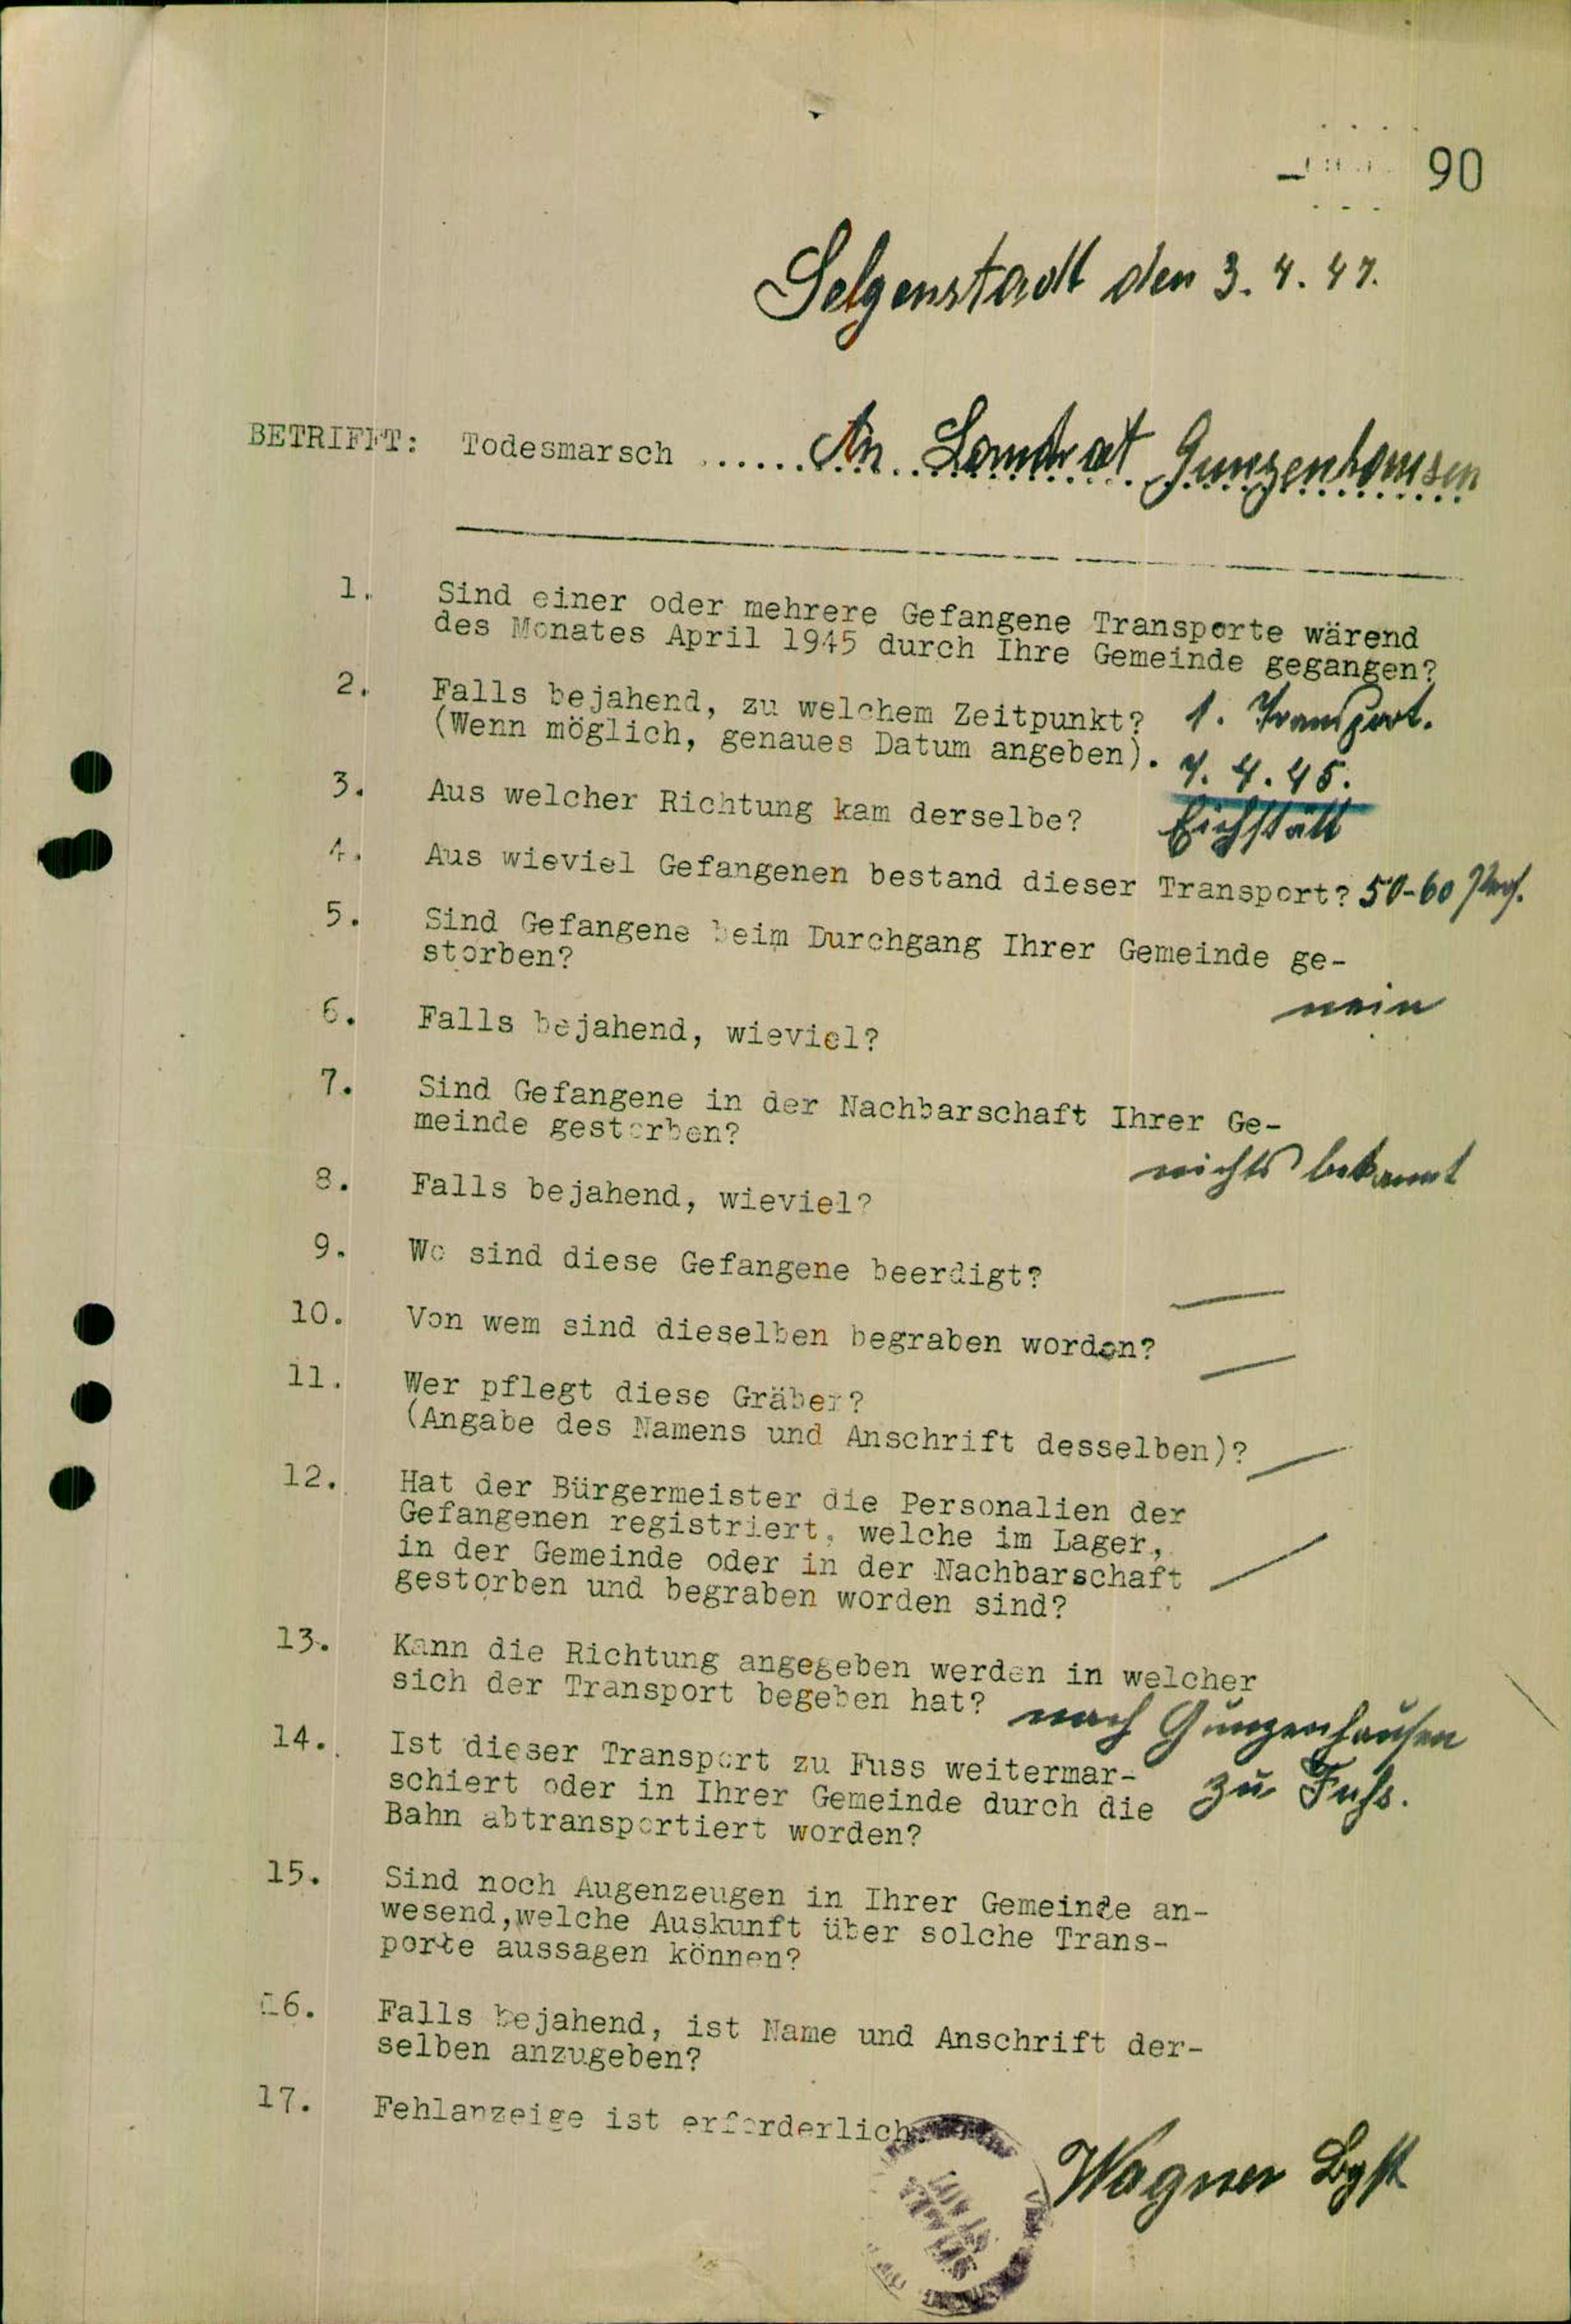 90
Selgenstadt den 3. 4. 47.
BETRIFFT: Todesmarsch ...... An Landrat Gunzenhausen
1. Sind einer oder mehrere Gefangene Transporte wärend
des Monates April 1945 durch Ihre Gemeinde gegangen?
2. Falls bejahend, zu welchem Zeitpunkt? 1. Transport.
(Wenn möglich, genaues Datum angeben). 7. 4. 45.
3. Aus welcher Richtung kam derselbe? Eichstätt
4. Aus wieviel Gefangenen bestand dieser Transport? 50-60
5. Sind Gefangene beim Durchgang Ihrer Gemeinde ge-
storben?
nein
6. Falls bejahend, wieviel?
7. Sind Gefangene in der Nachbarschaft Ihrer Ge-
meinde gestorben?
nichts bekannt
8. Falls bejahend, wieviel?
9. Wo sind diese Gefangene beerdigt? —
10. Von wem sind dieselben begraben worden? —
11. Wer pflegt diese Gräber?
(Angabe des Namens und Anschrift desselben)? —
12. Hat der Bürgermeister die Personalien der
Gefangenen registriert, welche im Lager,
in der Gemeinde oder in der Nachbarschaft —
gestorben und begraben worden sind?
13. Kann die Richtung angegeben werden in welcher
sich der Transport begeben hat? nach Gunzenhausen
14. Ist dieser Transport zu Fuss weitermar-
schiert oder in Ihrer Gemeinde durch die zu Fuß.
Bahn abtransportiert worden?
15. Sind noch Augenzeugen in Ihrer Gemeinde an-
wesend,welche Auskunft über solche Trans-
porte aussagen können?
16. Falls bejahend, ist Name und Anschrift der-
selben anzugeben?
17. Fehlanzeige ist erforderlich.
Wagner